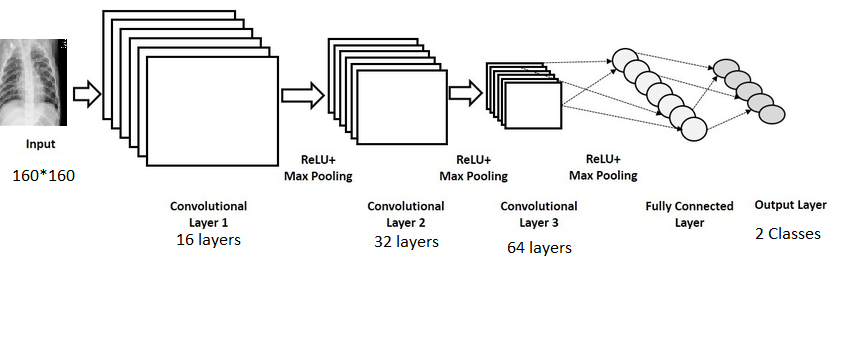 Input
160*160
ReLU+
Max Pooling
ReLU+
Max Pooling
ReLU+
Max Pooling
Convolutional
Layer 1
16 layers
Convolutional
Layer 2
32 layers
Convolutional
Layer 3
64 layers
Fully Connected
Layer
Output Layer
2 Classes